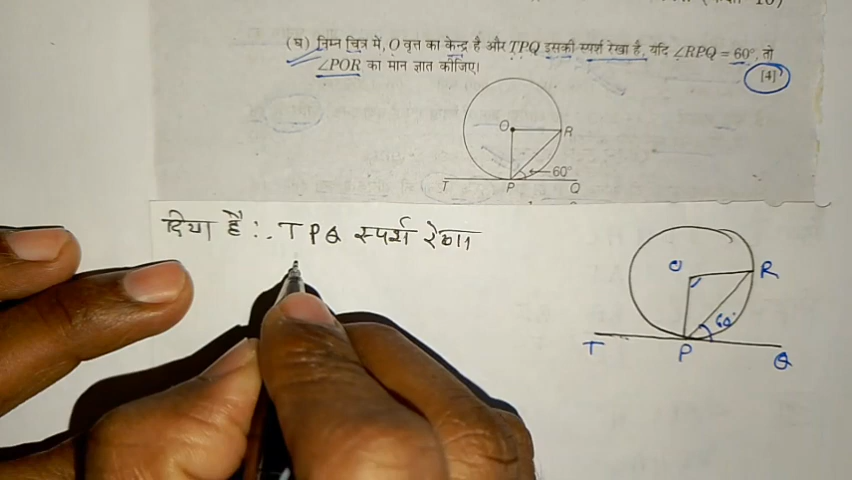 (घ) निम्न चित्र में, O वृत्त का केन्द्र है और TPQ इसकी स्पर्श रेखा है, यदि ∠RPQ = 60°, तो
∠POR का मान ज्ञात कीजिए।
[4]
O
R
60°
T
P
Q
दिया है :- TPQ स्पर्श रेखा
O
R
60°
T
P
Q